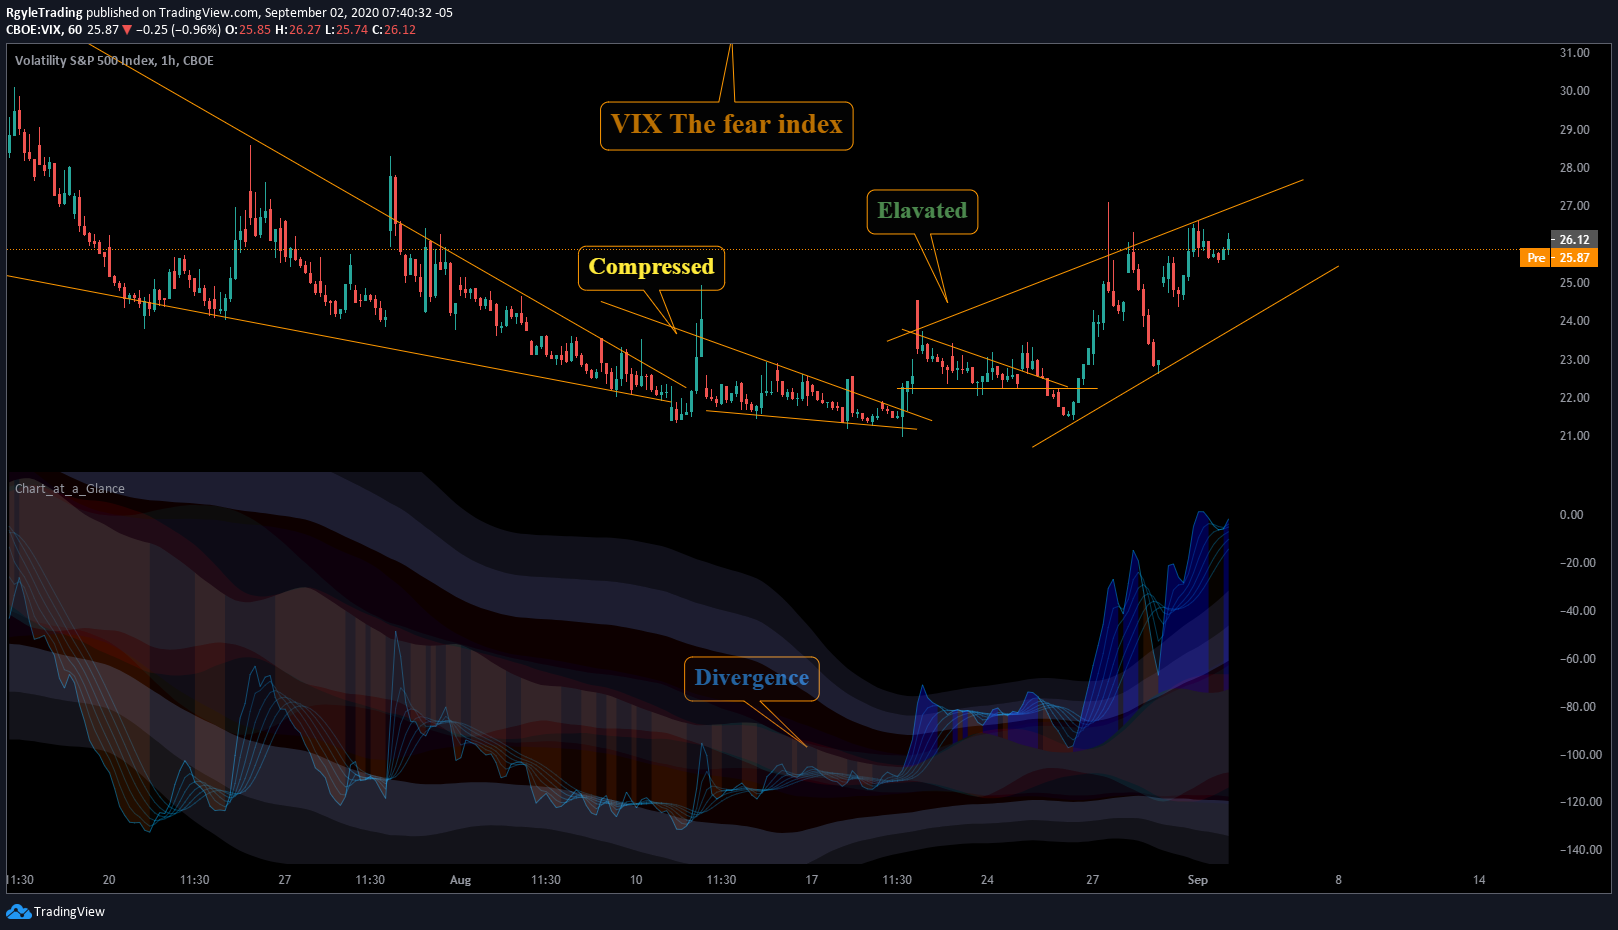 RgyleTrading published on TradingView.com, September 02, 2020 07:40:32 -05
CBOE:VIX, 60 25.87 ▼ −0.25 (−0.96%) O:25.85 H:26.27 L:25.74 C:26.12
Volatility S&P 500 Index, 1h, CBOE
31.00
30.00
VIX The fear index
29.00
28.00
27.00
Elavated
26.12
Pre 25.87
Compressed
25.00
24.00
23.00
22.00
21.00
Chart_at_a_Glance
0.00
−20.00
−40.00
−60.00
Divergence
−80.00
−100.00
−120.00
−140.00
11:30 20 11:30 27 11:30 Aug 11:30 10 11:30 17 11:30 24 27 Sep 8 14
TradingView